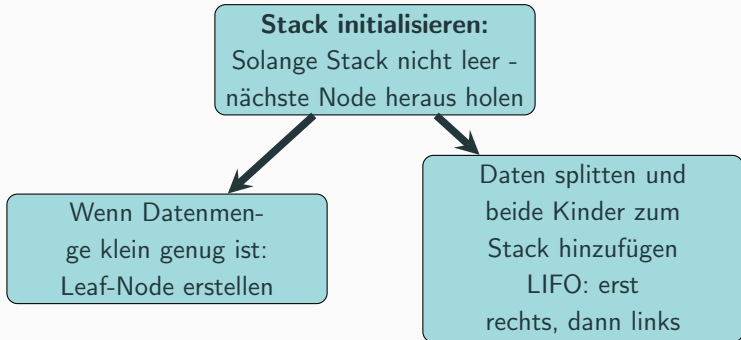 Stack initialisieren:
Solange Stack nicht leer -
nächste Node heraus holen
Wenn Datenmen-
ge klein genug ist:
Leaf-Node erstellen
Daten splitten und
beide Kinder zum
Stack hinzufügen
LIFO: erst
rechts, dann links